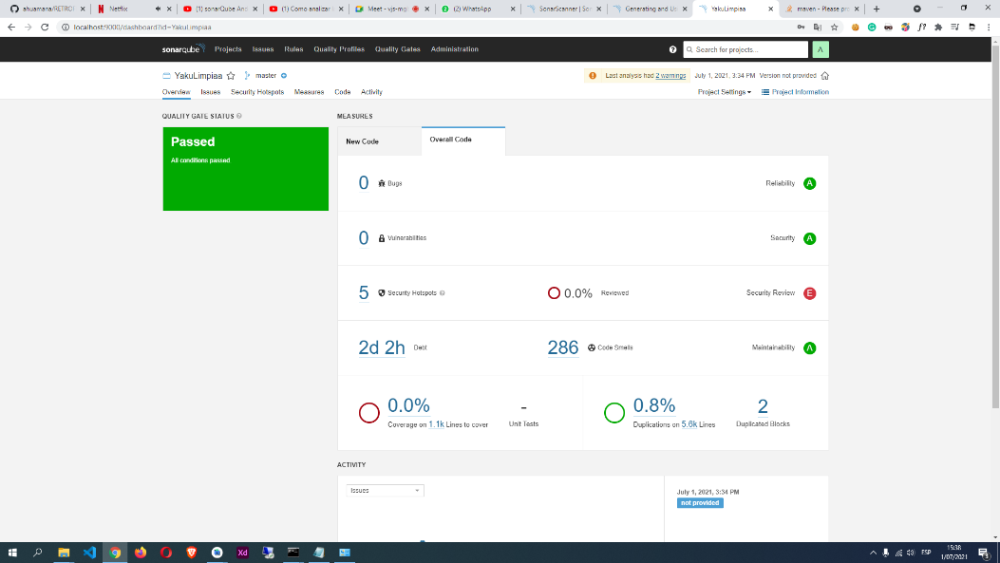 ahuamana/RETROF
Netflix
(1) sonarQube And
(1) Como analizar
Meet - vjs-mp
(2) WhatsApp
SonarScanner | So
Generating and Us
YakuLimpiaa
maven - Please pr
localhost:9000/dashboard?id=YakuLimpiaa
sonarqube
Projects
Issues
Rules
Quality Profiles
Quality Gates
Administration
Search for projects...
A
YakuLimpiaa
master
Last analysis had 2 warnings
July 1, 2021, 3:34 PM
Version not provided
Overview
Issues
Security Hotspots
Measures
Code
Activity
Project Settings
Project Information
QUALITY GATE STATUS
MEASURES
Passed
All conditions passed.
New Code
Overall Code
0 Bugs
Reliability A
0 Vulnerabilities
Security A
5 Security Hotspots
0.0% Reviewed
Security Review E
2d 2h Debt
286 Code Smells
Maintainability A
0.0%
Coverage on 1.1k Lines to cover
-
Unit Tests
0.8%
Duplications on 5.6k Lines
2
Duplicated Blocks
ACTIVITY
Issues
July 1, 2021, 3:34 PM
not provided
Xd
ESP
15:38
1/07/2021
3